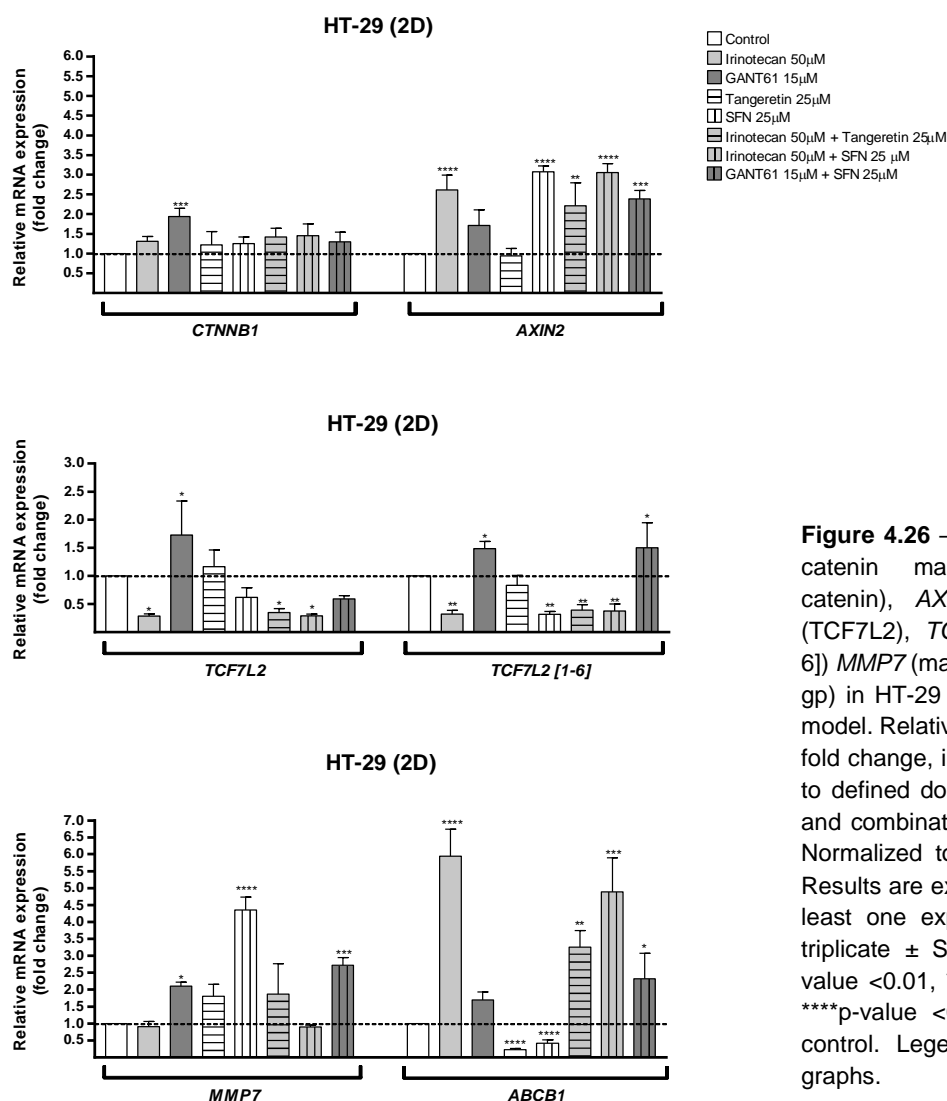 HT-29 (2D)
Relative mRNA expression
(fold change)
6.0
5.5
5.0
4.5
4.0
3.5
3.0
2.5
2.0
1.5
1.0
0.5
***
****
****
**
****
***
CTNNB1
AXIN2
Control
Irinotecan 50µM
GANT61 15µM
Tangeretin 25µM
SFN 25µM
Irinotecan 50µM + Tangeretin 25µM
Irinotecan 50µM + SFN 25 µM
GANT61 15µM + SFN 25µM
HT-29 (2D)
Relative mRNA expression
(fold change)
3.0
2.5
2.0
1.5
1.0
0.5
*
*
*
*
**
*
**
**
**
*
TCF7L2
TCF7L2 [1-6]
HT-29 (2D)
Relative mRNA expression
(fold change)
7.0
6.5
6.0
5.5
5.0
4.5
4.0
3.5
3.0
2.5
2.0
1.5
1.0
0.5
*
****
***
****
****
****
**
***
*
MMP7
ABCB1
Figure 4.26 –
catenin ma
catenin), AX
(TCF7L2), TC
6]) MMP7 (ma
gp) in HT-29
model. Relativ
fold change, i
to defined do
and combinat
Normalized to
Results are ex
least one exp
triplicate ± S
value <0.01,
****p-value <
control. Lege
graphs.